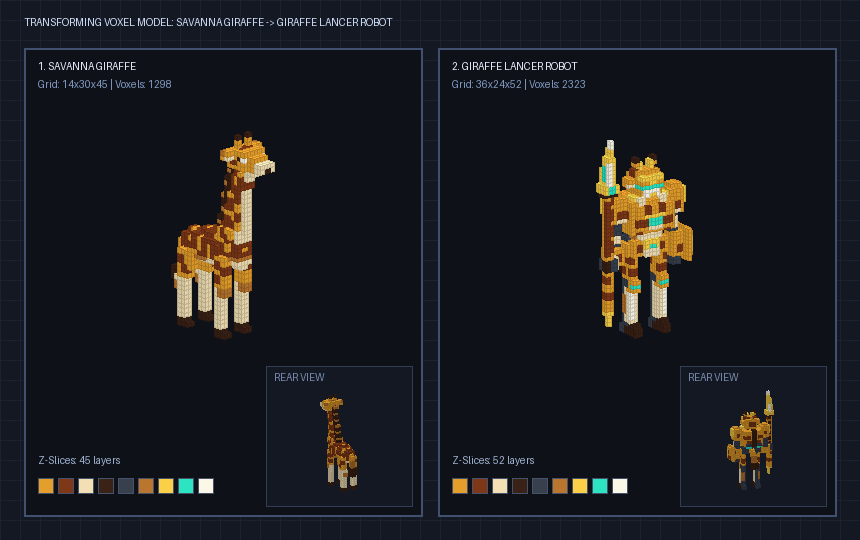 TRANSFORMING VOXEL MODEL: SAVANNA GIRAFFE -> GIRAFFE LANCER ROBOT
1. SAVANNA GIRAFFE
Grid: 14x30x45 | Voxels: 1298
REAR VIEW
Z-Slices: 45 layers
2. GIRAFFE LANCER ROBOT
Grid: 36x24x52 | Voxels: 2323
REAR VIEW
Z-Slices: 52 layers